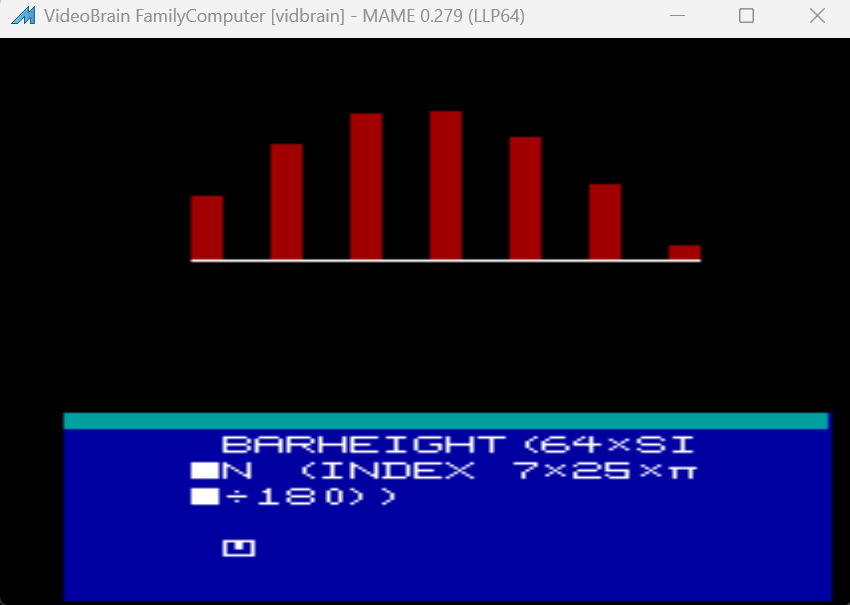 VideoBrain FamilyComputer [vidbrain] - MAME 0.279 (LLP64)
BARHEIGHT (64×SI
N (INDEX 7×25×π
÷180))